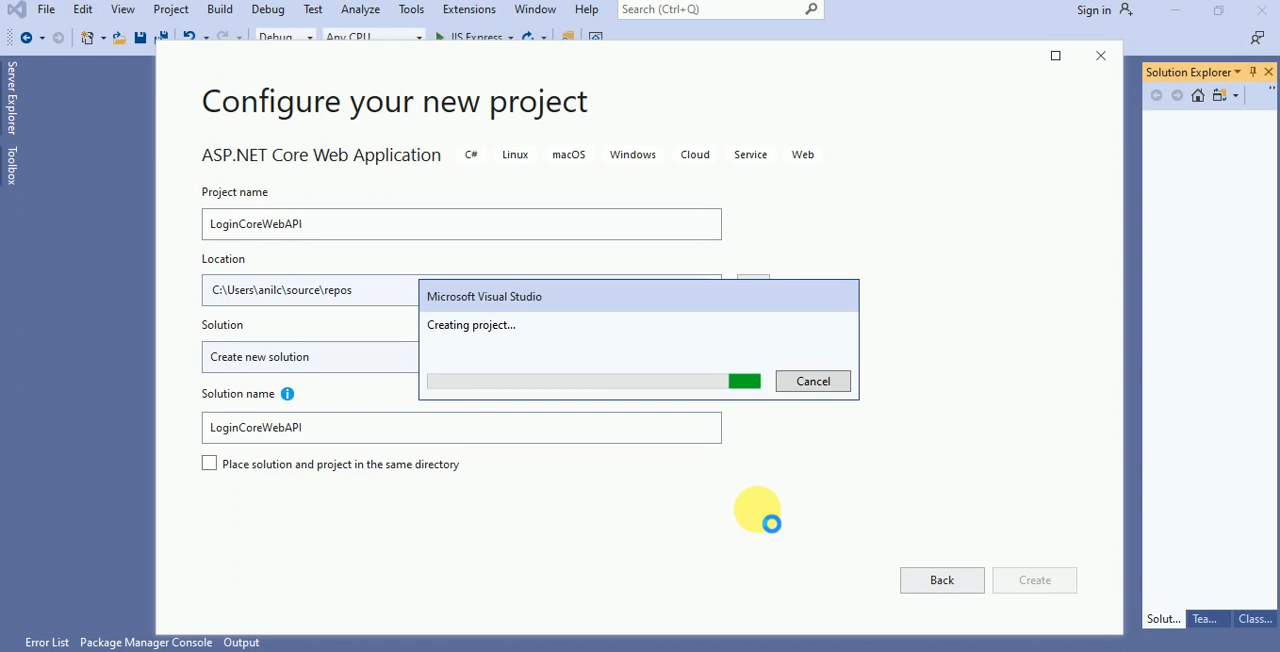 File Edit View Project Build Debug Test Analyze Tools Extensions Window Help Search (Ctrl+Q) Sign in
Debug Any CPU IIS Express
Server Explorer
Toolbox
Configure your new project
ASP.NET Core Web Application C# Linux macOS Windows Cloud Service Web
Project name
LoginCoreWebAPI
Location
C:\Users\anilc\source\repos
Solution
Create new solution
Solution name
LoginCoreWebAPI
Place solution and project in the same directory
Microsoft Visual Studio
Creating project...
Cancel
Back Create
Solution Explorer
Solut... Tea... Class...
Error List Package Manager Console Output